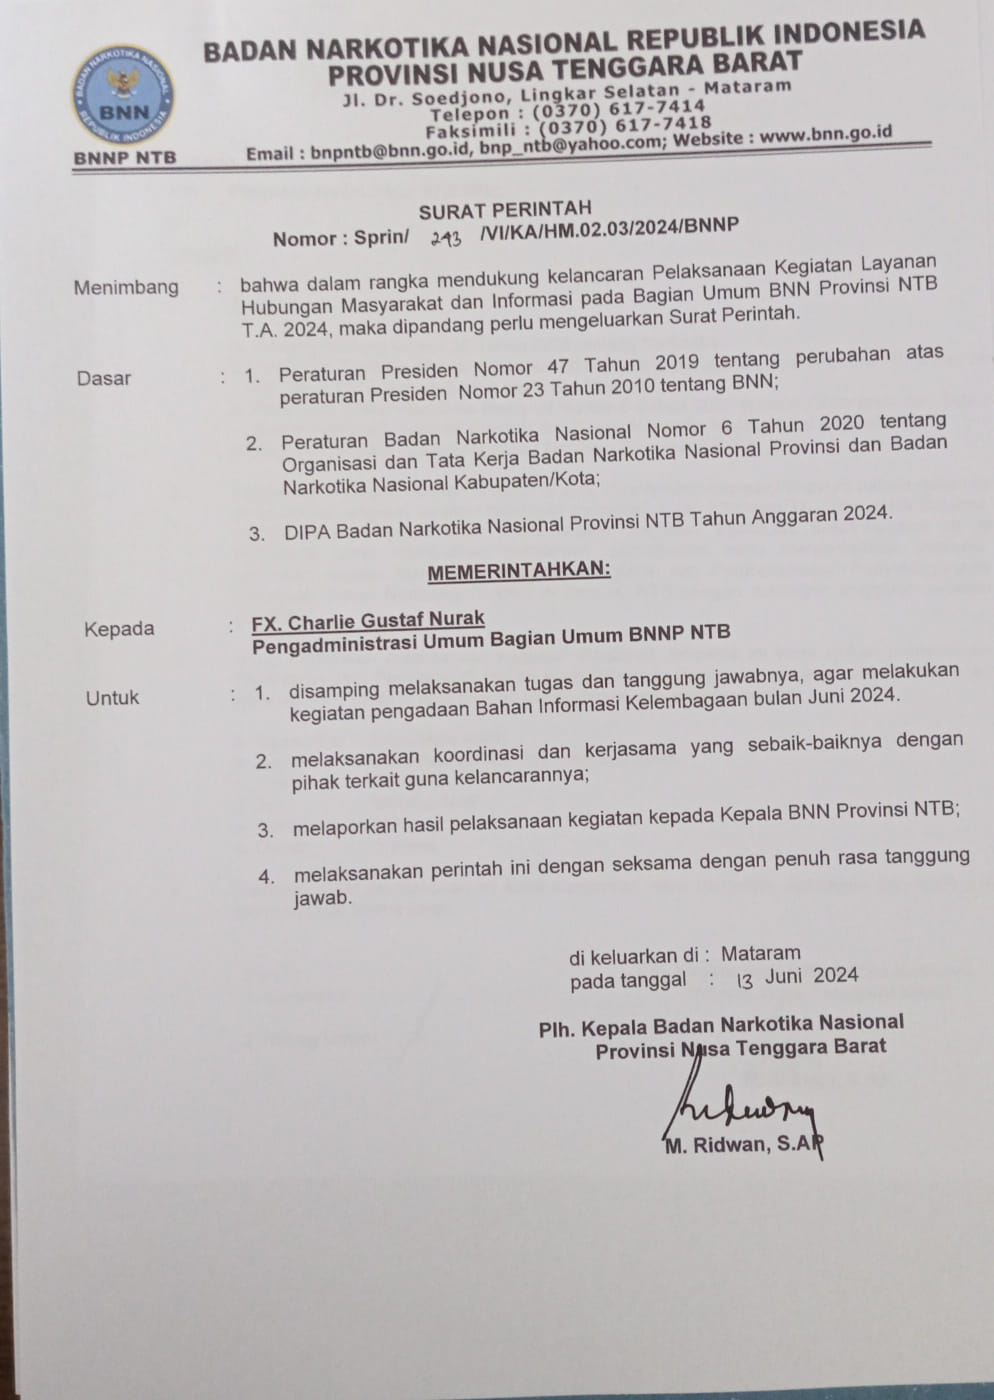 BADAN NARKOTIKA NASIONAL REPUBLIK INDONESIA
PROVINSI NUSA TENGGARA BARAT
Jl. Dr. Soedjono, Lingkar Selatan - Mataram
Telepon : (0370) 617-7414
Faksimili : (0370) 617-7418
Email : bnpntb@bnn.go.id, bnp_ntb@yahoo.com; Website : www.bnn.go.id
BADAN NARKOTIKA NASIONAL
BNN
REPUBLIK INDONESIA
BNNP NTB
SURAT PERINTAH
Nomor : Sprin/ 293 /VI/KA/HM.02.03/2024/BNNP
Menimbang : bahwa dalam rangka mendukung kelancaran Pelaksanaan Kegiatan Layanan
Hubungan Masyarakat dan Informasi pada Bagian Umum BNN Provinsi NTB
T.A. 2024, maka dipandang perlu mengeluarkan Surat Perintah.
Dasar : 1. Peraturan Presiden Nomor 47 Tahun 2019 tentang perubahan atas
peraturan Presiden Nomor 23 Tahun 2010 tentang BNN;
2. Peraturan Badan Narkotika Nasional Nomor 6 Tahun 2020 tentang
Organisasi dan Tata Kerja Badan Narkotika Nasional Provinsi dan Badan
Narkotika Nasional Kabupaten/Kota;
3. DIPA Badan Narkotika Nasional Provinsi NTB Tahun Anggaran 2024.
MEMERINTAHKAN:
Kepada : FX. Charlie Gustaf Nurak
Pengadministrasi Umum Bagian Umum BNNP NTB
Untuk : 1. disamping melaksanakan tugas dan tanggung jawabnya, agar melakukan
kegiatan pengadaan Bahan Informasi Kelembagaan bulan Juni 2024.
2. melaksanakan koordinasi dan kerjasama yang sebaik-baiknya dengan
pihak terkait guna kelancarannya;
3. melaporkan hasil pelaksanaan kegiatan kepada Kepala BNN Provinsi NTB;
4. melaksanakan perintah ini dengan seksama dengan penuh rasa tanggung
jawab.
di keluarkan di : Mataram
pada tanggal : 13 Juni 2024
Plh. Kepala Badan Narkotika Nasional
Provinsi Nusa Tenggara Barat
M. Ridwan, S.AP